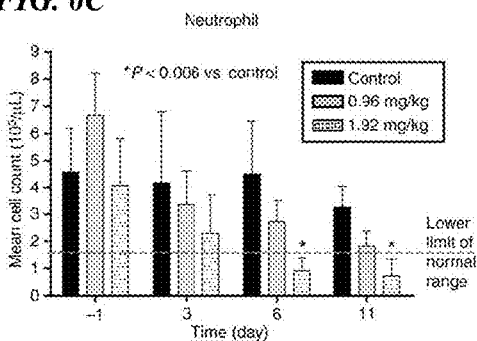 FIG. 6C
Neutrophil
*P < 0.006 vs control
Control
0.96 mg/kg
1.92 mg/kg
Mean cell count (10³/µL)
9
8
7
6
5
4
3
2
1
0
* *
Lower
limit of
normal
range
–1 3 6 11
Time (day)